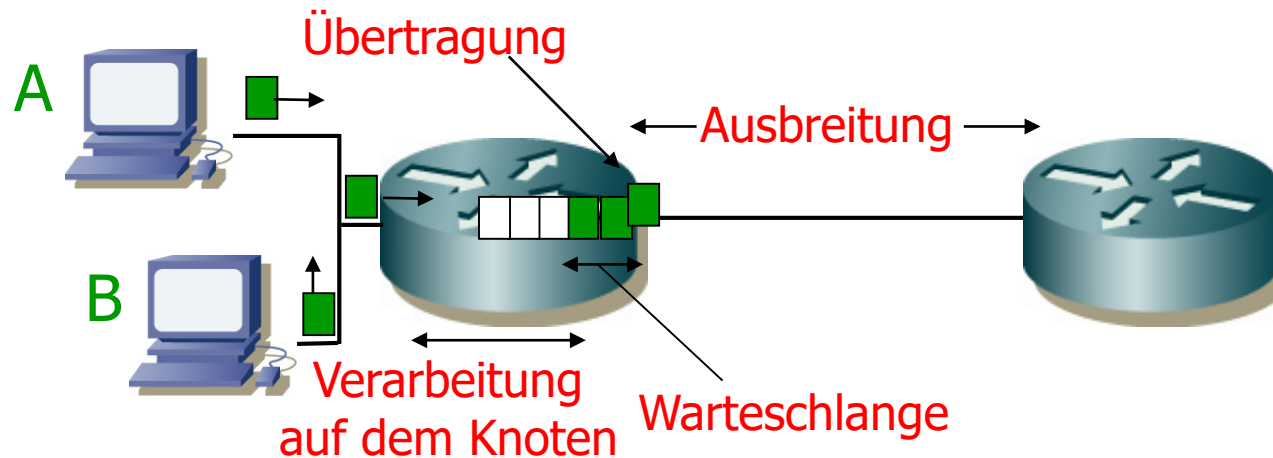 Übertragung
A
Ausbreitung
B
Verarbeitung
auf dem Knoten
Warteschlange